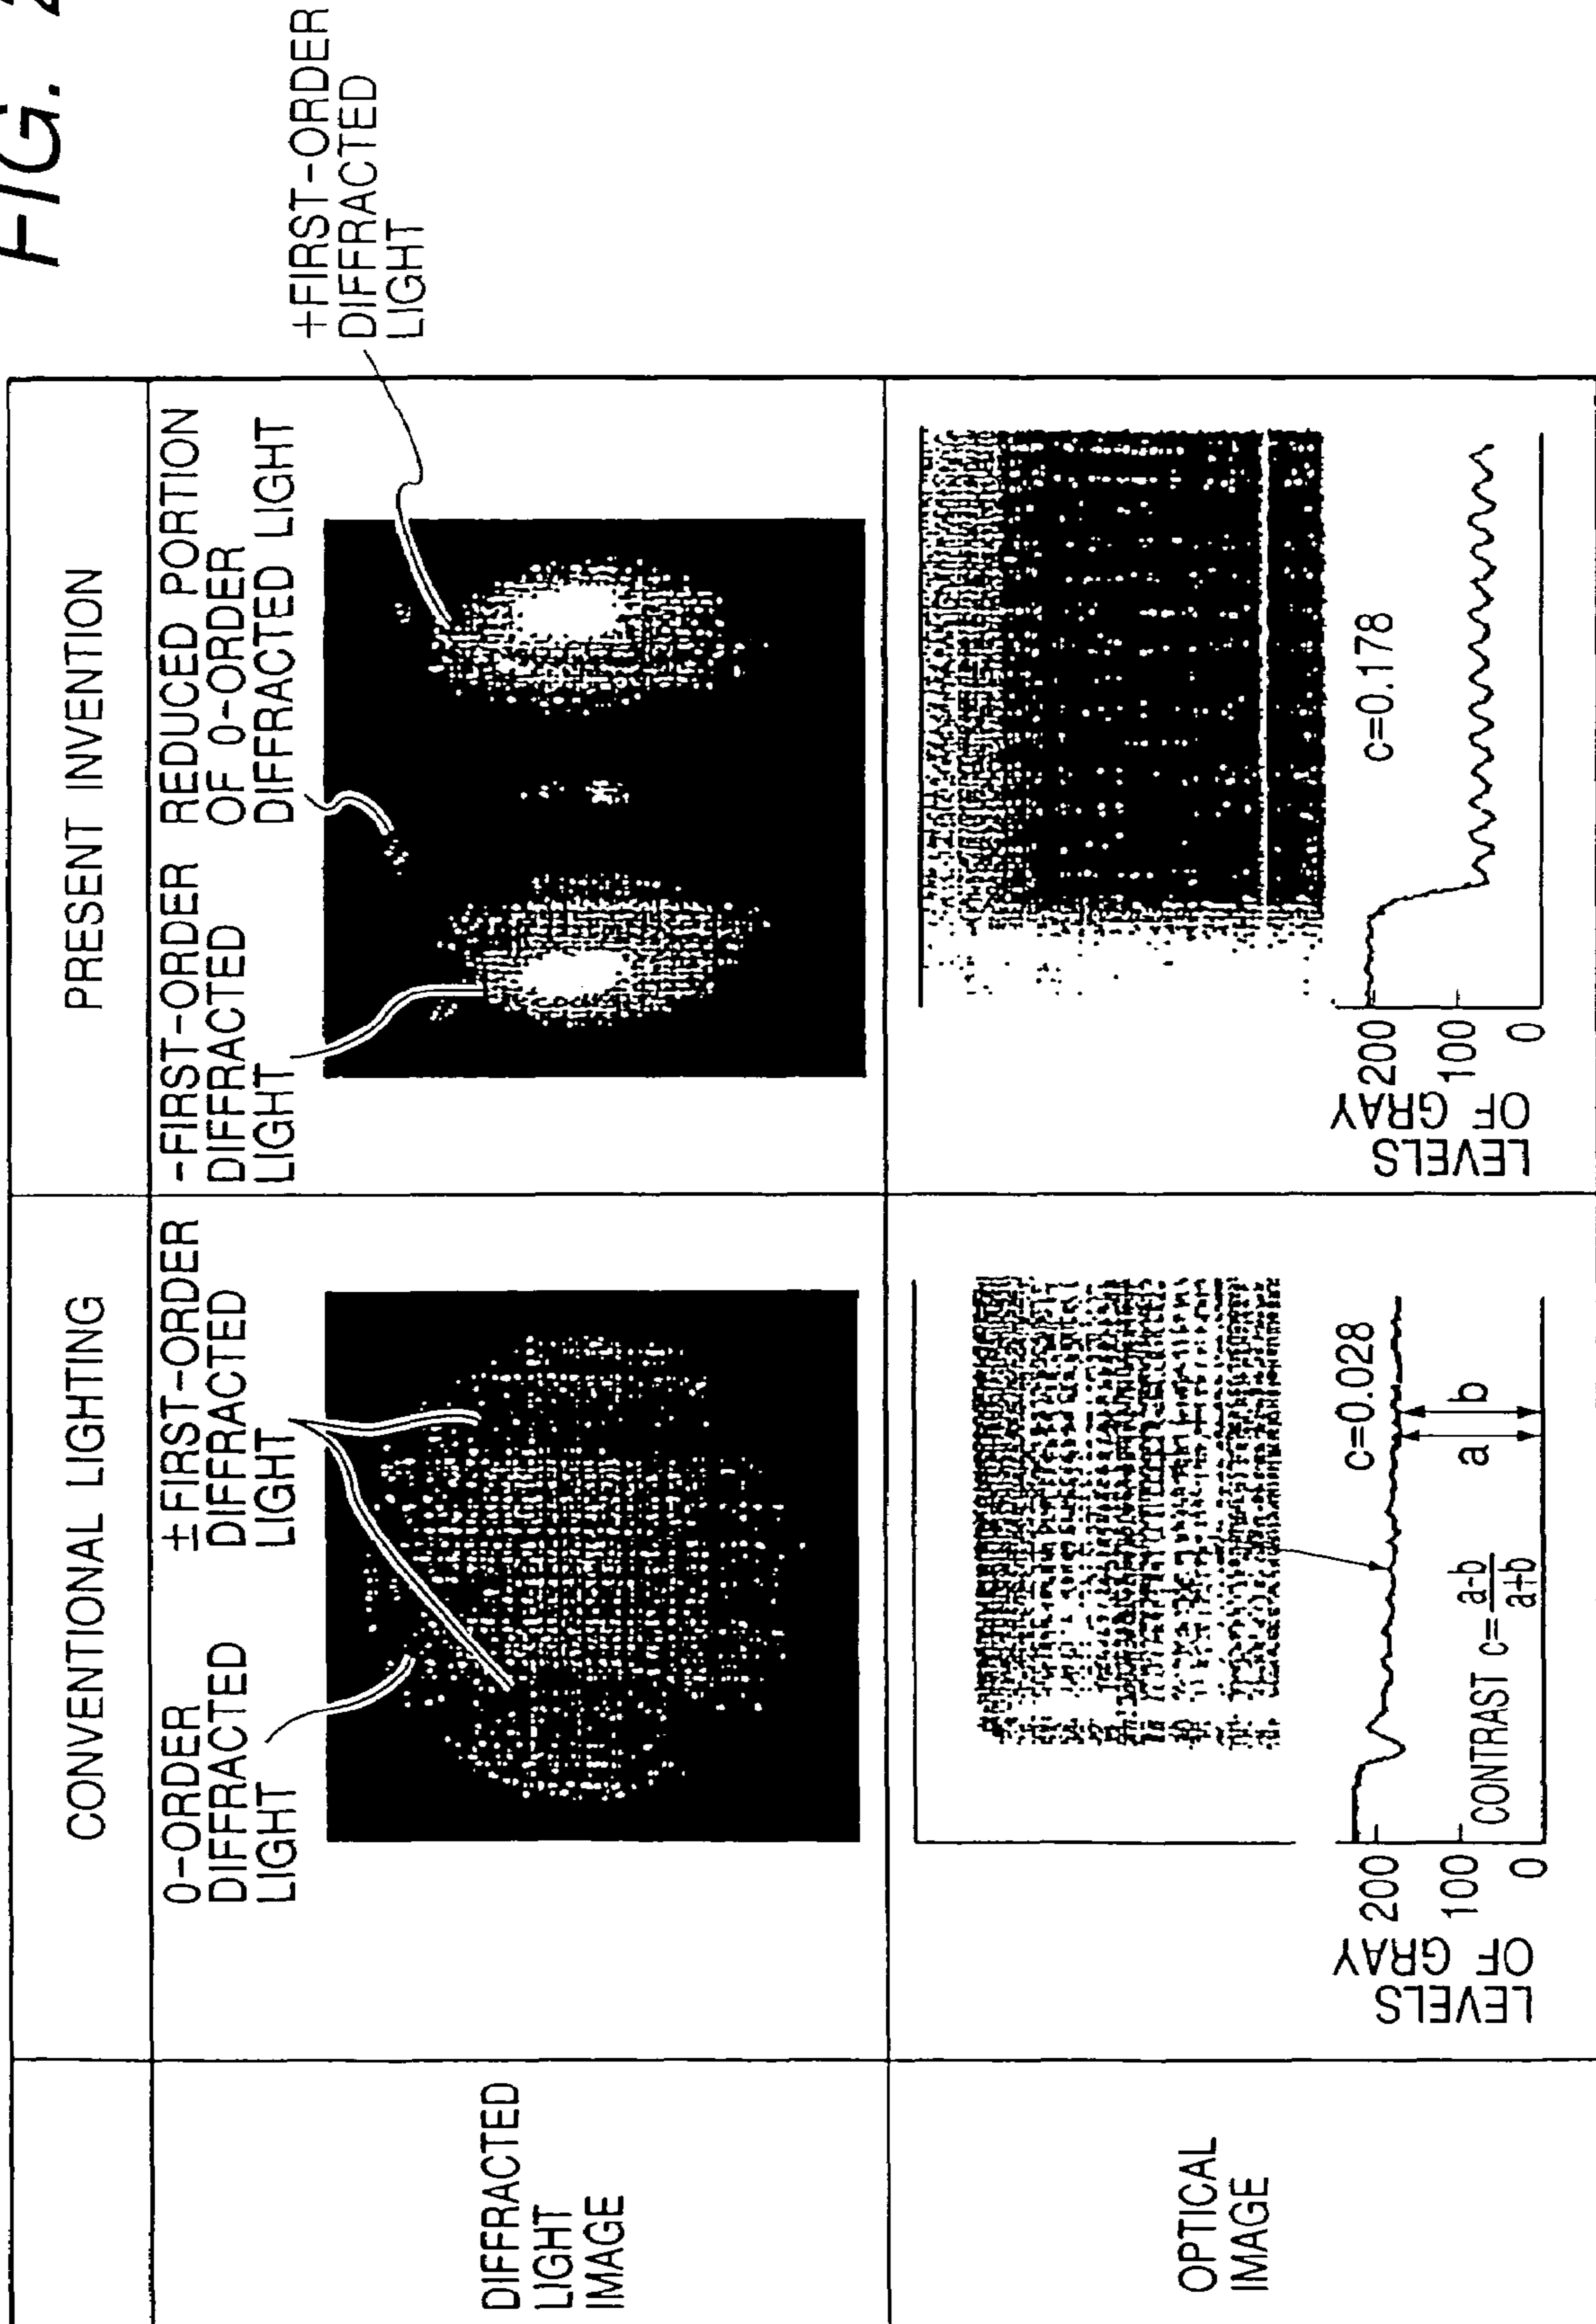 FIG.
CONVENTIONAL LIGHTING
PRESENT INVENTION
DIFFRACTED
LIGHT
IMAGE
0-ORDER
DIFFRACTED
LIGHT
±FIRST-ORDER
DIFFRACTED
LIGHT
-FIRST-ORDER
DIFFRACTED
LIGHT
REDUCED PORTION
OF 0-ORDER
DIFFRACTED LIGHT
+FIRST-ORDER
DIFFRACTED
LIGHT
OPTICAL
IMAGE
LEVELS
OF GRAY
200
100
0
c=0.028
CONTRAST c=a-b
a+b
a
b
LEVELS
OF GRAY
200
100
0
c=0.178